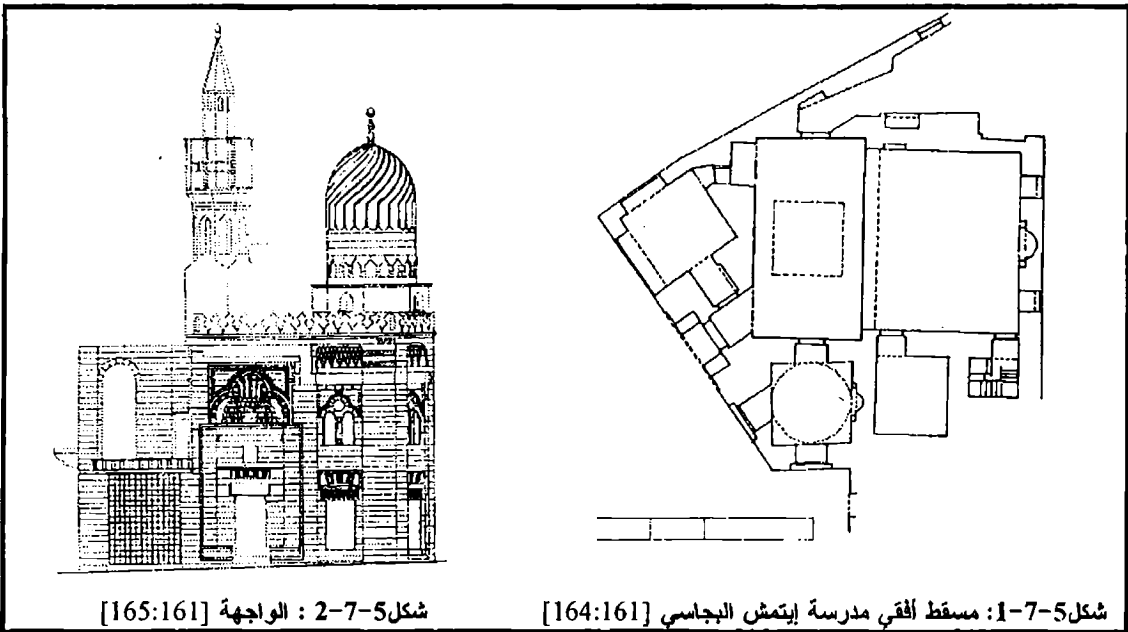 شكل5-7-1: مسقط أفقي مدرسة إيتمش البجاسي [164:161]
شكل5-7-2 : الواجهة [165:161]